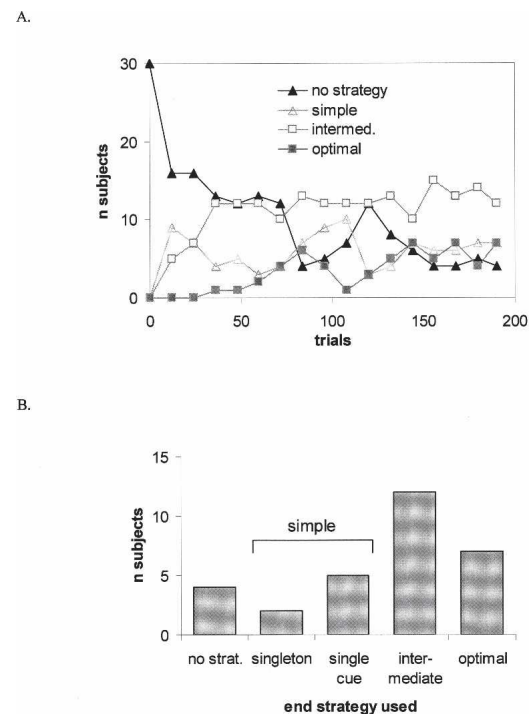 A.
30
20
10
0
n subjects
no strategy
simple
intermed.
optimal
0 50 100 150 200
trials
B.
15
10
5
0
n subjects
simple
no strat. singleton single cue inter-mediate optimal
end strategy used